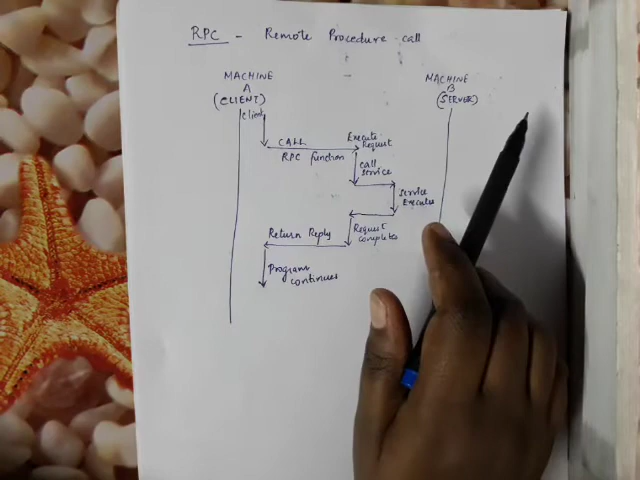 RPC - Remote Procedure call
MACHINE
A
(CLIENT)
MACHINE
B
(SERVER)
client
CALL
RPC function
Execute
Request
call
service
service
Executes
Request
completes
Return Reply
Program
continues